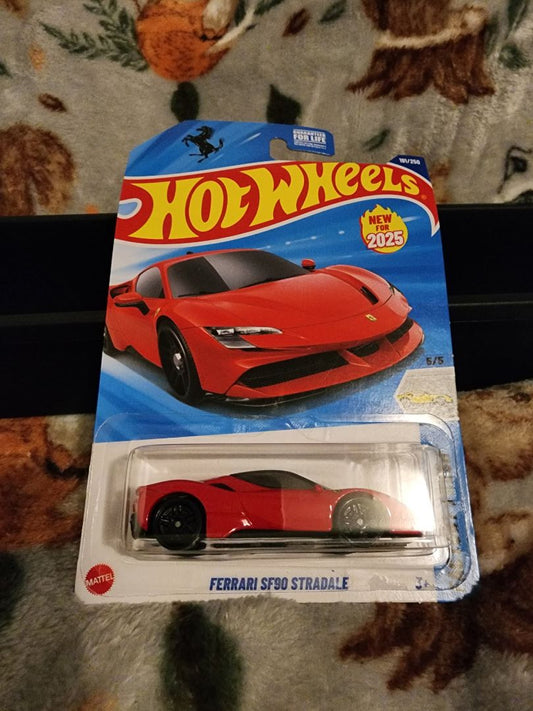 GUARANTEED
FOR LIFE
181/250
HOT WHEELS
NEW
FOR
2025
5/5
MATTEL
FERRARI SF90 STRADALE
3+